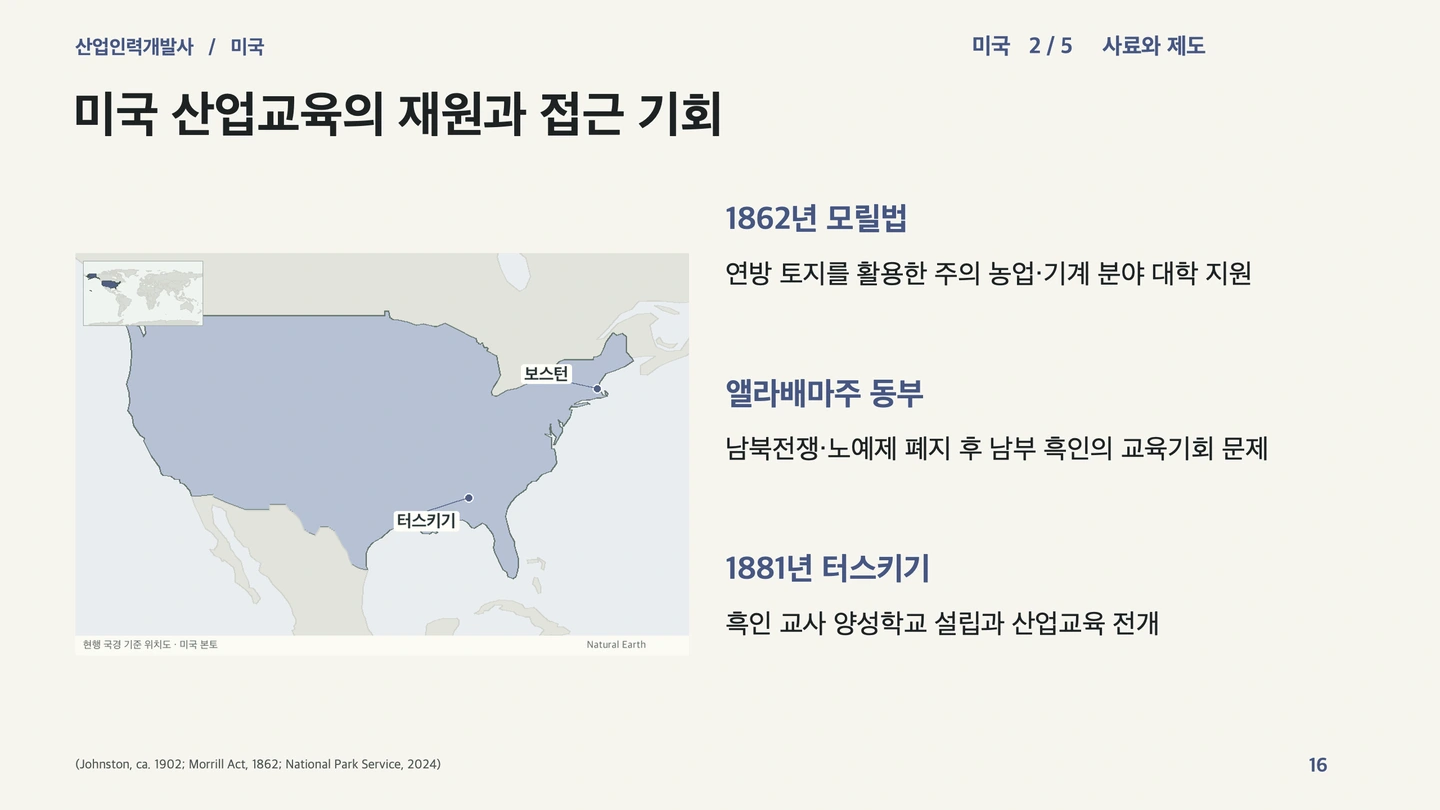 산업인력개발사 / 미국
미국 2 / 5 사료와 제도
미국 산업교육의 재원과 접근 기회
1862년 모릴법
연방 토지를 활용한 주의 농업·기계 분야 대학 지원
앨라배마주 동부
남북전쟁·노예제 폐지 후 남부 흑인의 교육기회 문제
1881년 터스키기
흑인 교사 양성학교 설립과 산업교육 전개
보스턴
터스키기
현행 국경 기준 위치도 · 미국 본토
Natural Earth
(Johnston, ca. 1902; Morrill Act, 1862; National Park Service, 2024)
16